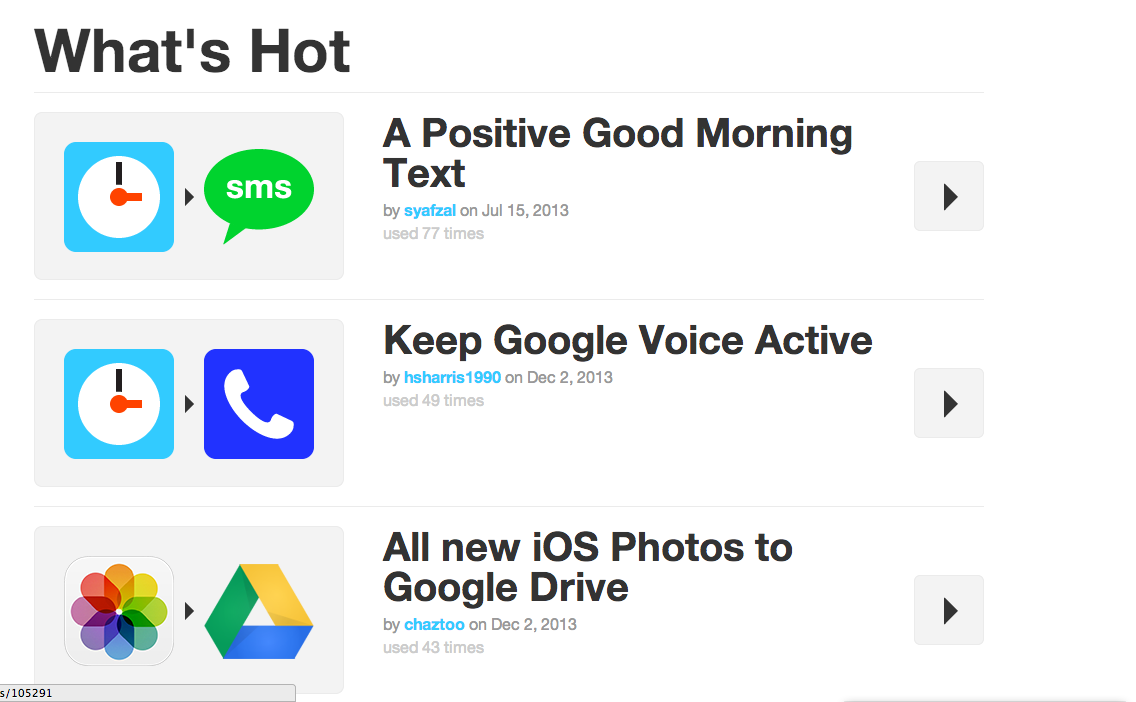 What's Hot
sms
A Positive Good Morning
Text
by syafzal on Jul 15, 2013
used 77 times
Keep Google Voice Active
by hsharris1990 on Dec 2, 2013
used 49 times
All new iOS Photos to
Google Drive
by chaztoo on Dec 2, 2013
used 43 times
s/105291